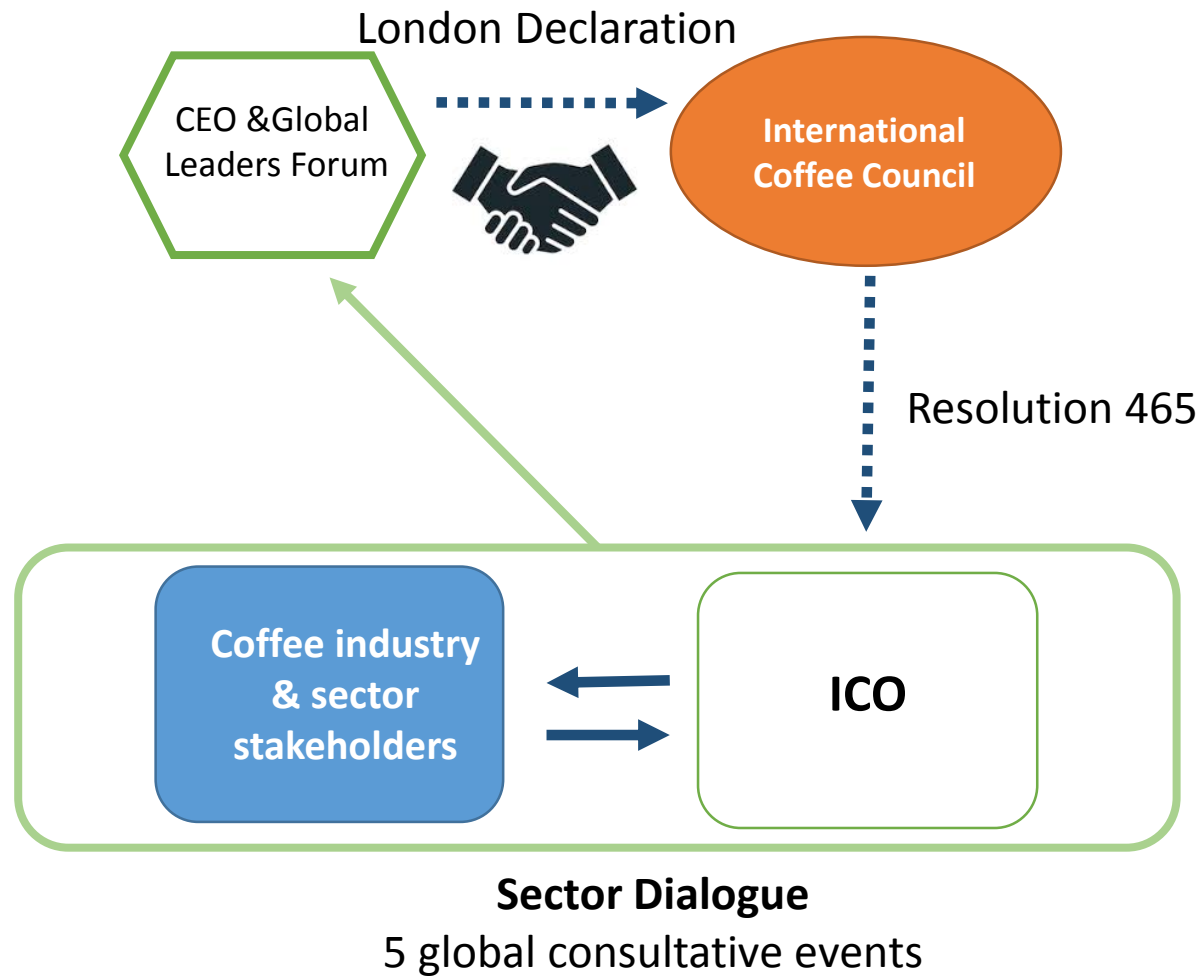 London Declaration
CEO &Global
Leaders Forum
International
Coffee Council
Resolution 465
Coffee industry
& sector
stakeholders
ICO
Sector Dialogue
5 global consultative events